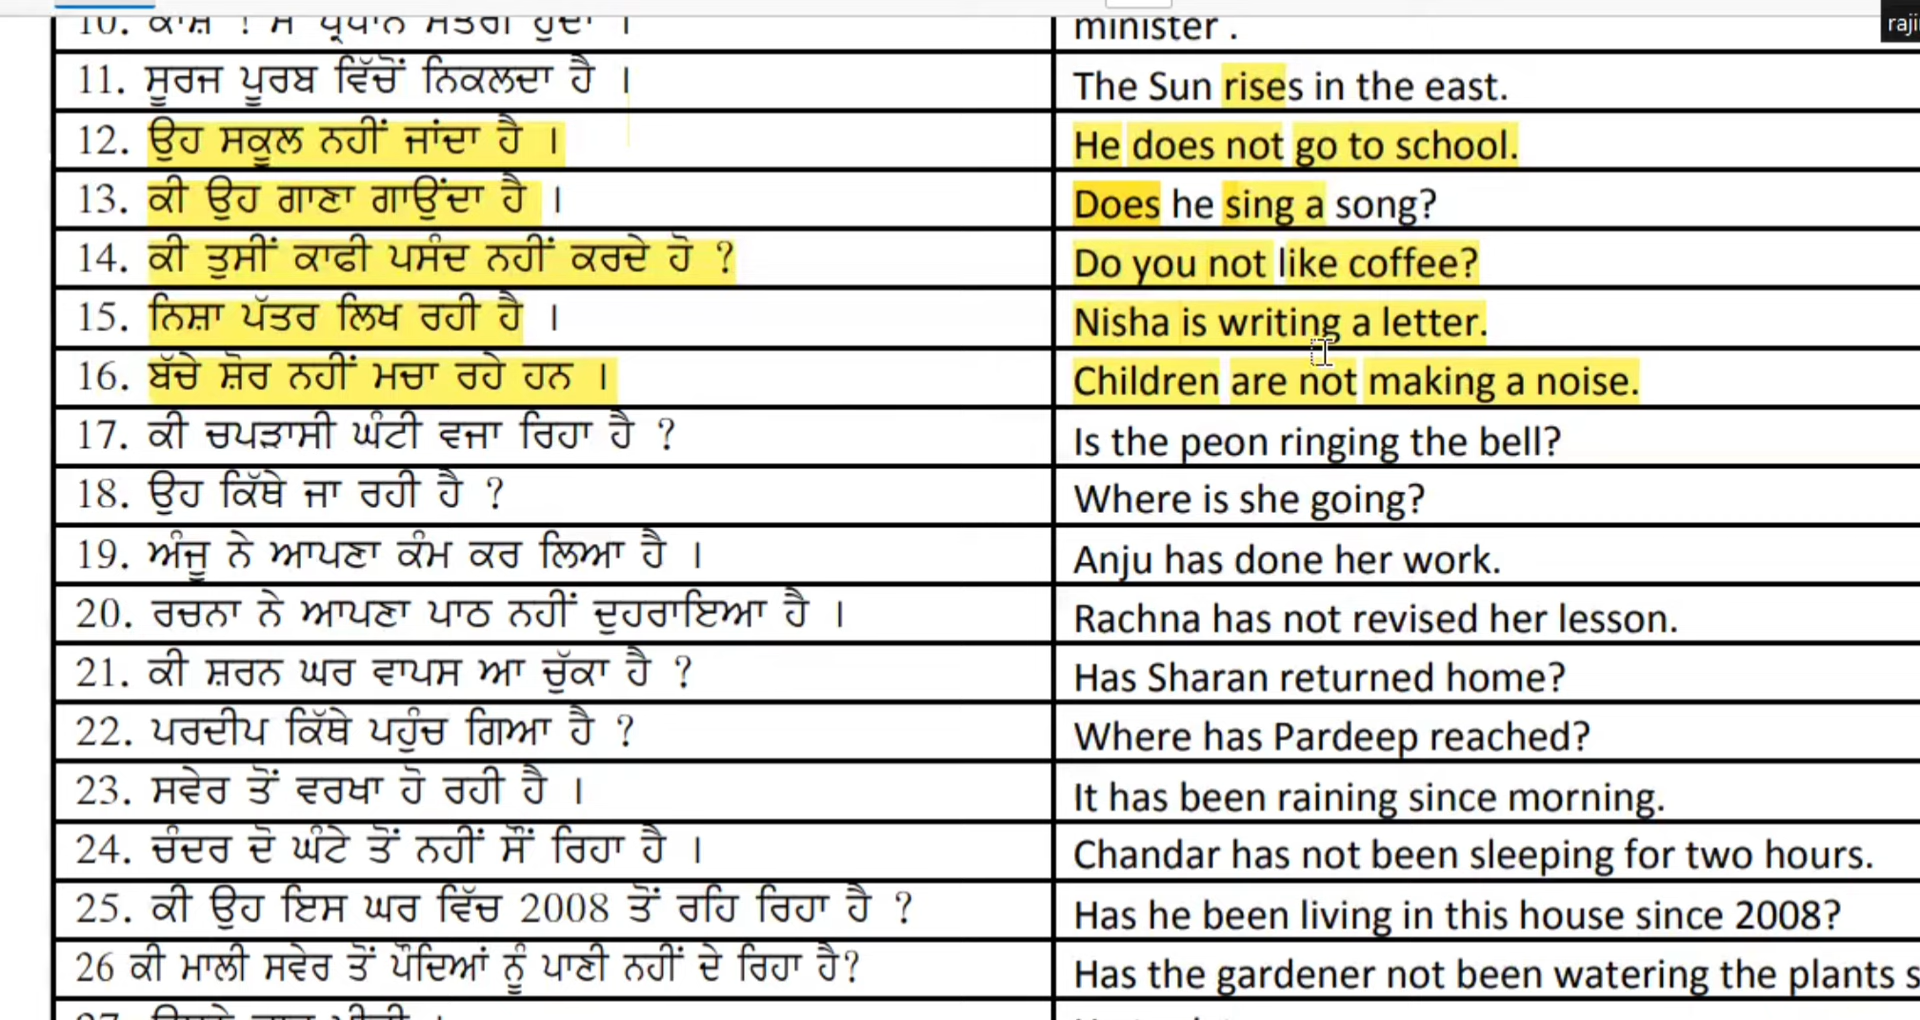 10. ਕਾਸ਼ ! ਮੈਂ ਪ੍ਰਧਾਨ ਮੰਤਰੀ ਹੁੰਦਾ ।
minister .
raji
11. ਸੂਰਜ ਪੂਰਬ ਵਿੱਚੋਂ ਨਿਕਲਦਾ ਹੈ ।
The Sun rises in the east.
12. ਉਹ ਸਕੂਲ ਨਹੀਂ ਜਾਂਦਾ ਹੈ ।
He does not go to school.
13. ਕੀ ਉਹ ਗਾਣਾ ਗਾਉਂਦਾ ਹੈ ।
Does he sing a song?
14. ਕੀ ਤੁਸੀਂ ਕਾਫੀ ਪਸੰਦ ਨਹੀਂ ਕਰਦੇ ਹੋ ?
Do you not like coffee?
15. ਨਿਸ਼ਾ ਪੱਤਰ ਲਿਖ ਰਹੀ ਹੈ ।
Nisha is writing a letter.
16. ਬੱਚੇ ਸ਼ੋਰ ਨਹੀਂ ਮਚਾ ਰਹੇ ਹਨ ।
Children are not making a noise.
17. ਕੀ ਚਪੜਾਸੀ ਘੰਟੀ ਵਜਾ ਰਿਹਾ ਹੈ ?
Is the peon ringing the bell?
18. ਉਹ ਕਿੱਥੇ ਜਾ ਰਹੀ ਹੈ ?
Where is she going?
19. ਅੰਜੂ ਨੇ ਆਪਣਾ ਕੰਮ ਕਰ ਲਿਆ ਹੈ ।
Anju has done her work.
20. ਰਚਨਾ ਨੇ ਆਪਣਾ ਪਾਠ ਨਹੀਂ ਦੁਹਰਾਇਆ ਹੈ ।
Rachna has not revised her lesson.
21. ਕੀ ਸ਼ਰਨ ਘਰ ਵਾਪਸ ਆ ਚੁੱਕਾ ਹੈ ?
Has Sharan returned home?
22. ਪਰਦੀਪ ਕਿੱਥੇ ਪਹੁੰਚ ਗਿਆ ਹੈ ?
Where has Pardeep reached?
23. ਸਵੇਰ ਤੋਂ ਵਰਖਾ ਹੋ ਰਹੀ ਹੈ ।
It has been raining since morning.
24. ਚੰਦਰ ਦੋ ਘੰਟੇ ਤੋਂ ਨਹੀਂ ਸੌਂ ਰਿਹਾ ਹੈ ।
Chandar has not been sleeping for two hours.
25. ਕੀ ਉਹ ਇਸ ਘਰ ਵਿੱਚ 2008 ਤੋਂ ਰਹਿ ਰਿਹਾ ਹੈ ?
Has he been living in this house since 2008?
26 ਕੀ ਮਾਲੀ ਸਵੇਰ ਤੋਂ ਪੌਦਿਆਂ ਨੂੰ ਪਾਣੀ ਨਹੀਂ ਦੇ ਰਿਹਾ ਹੈ?
Has the gardener not been watering the plants s